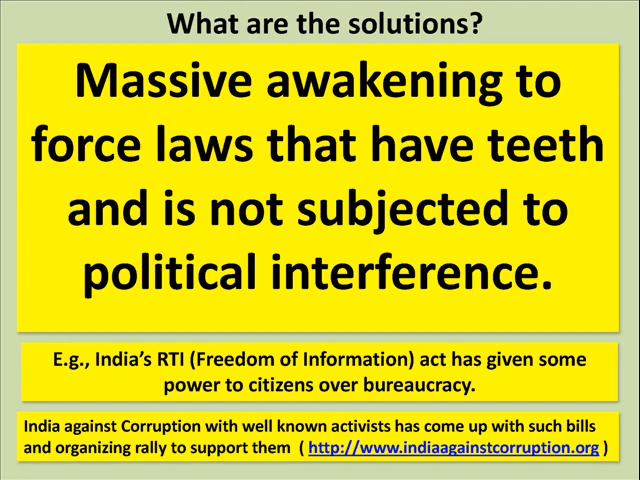 What are the solutions?
Massive awakening to
force laws that have teeth
and is not subjected to
political interference.
E.g., India's RTI (Freedom of Information) act has given some
power to citizens over bureaucracy.
India against Corruption with well known activists has come up with such bills
and organizing rally to support them ( http://www.indiaagainstcorruption.org )